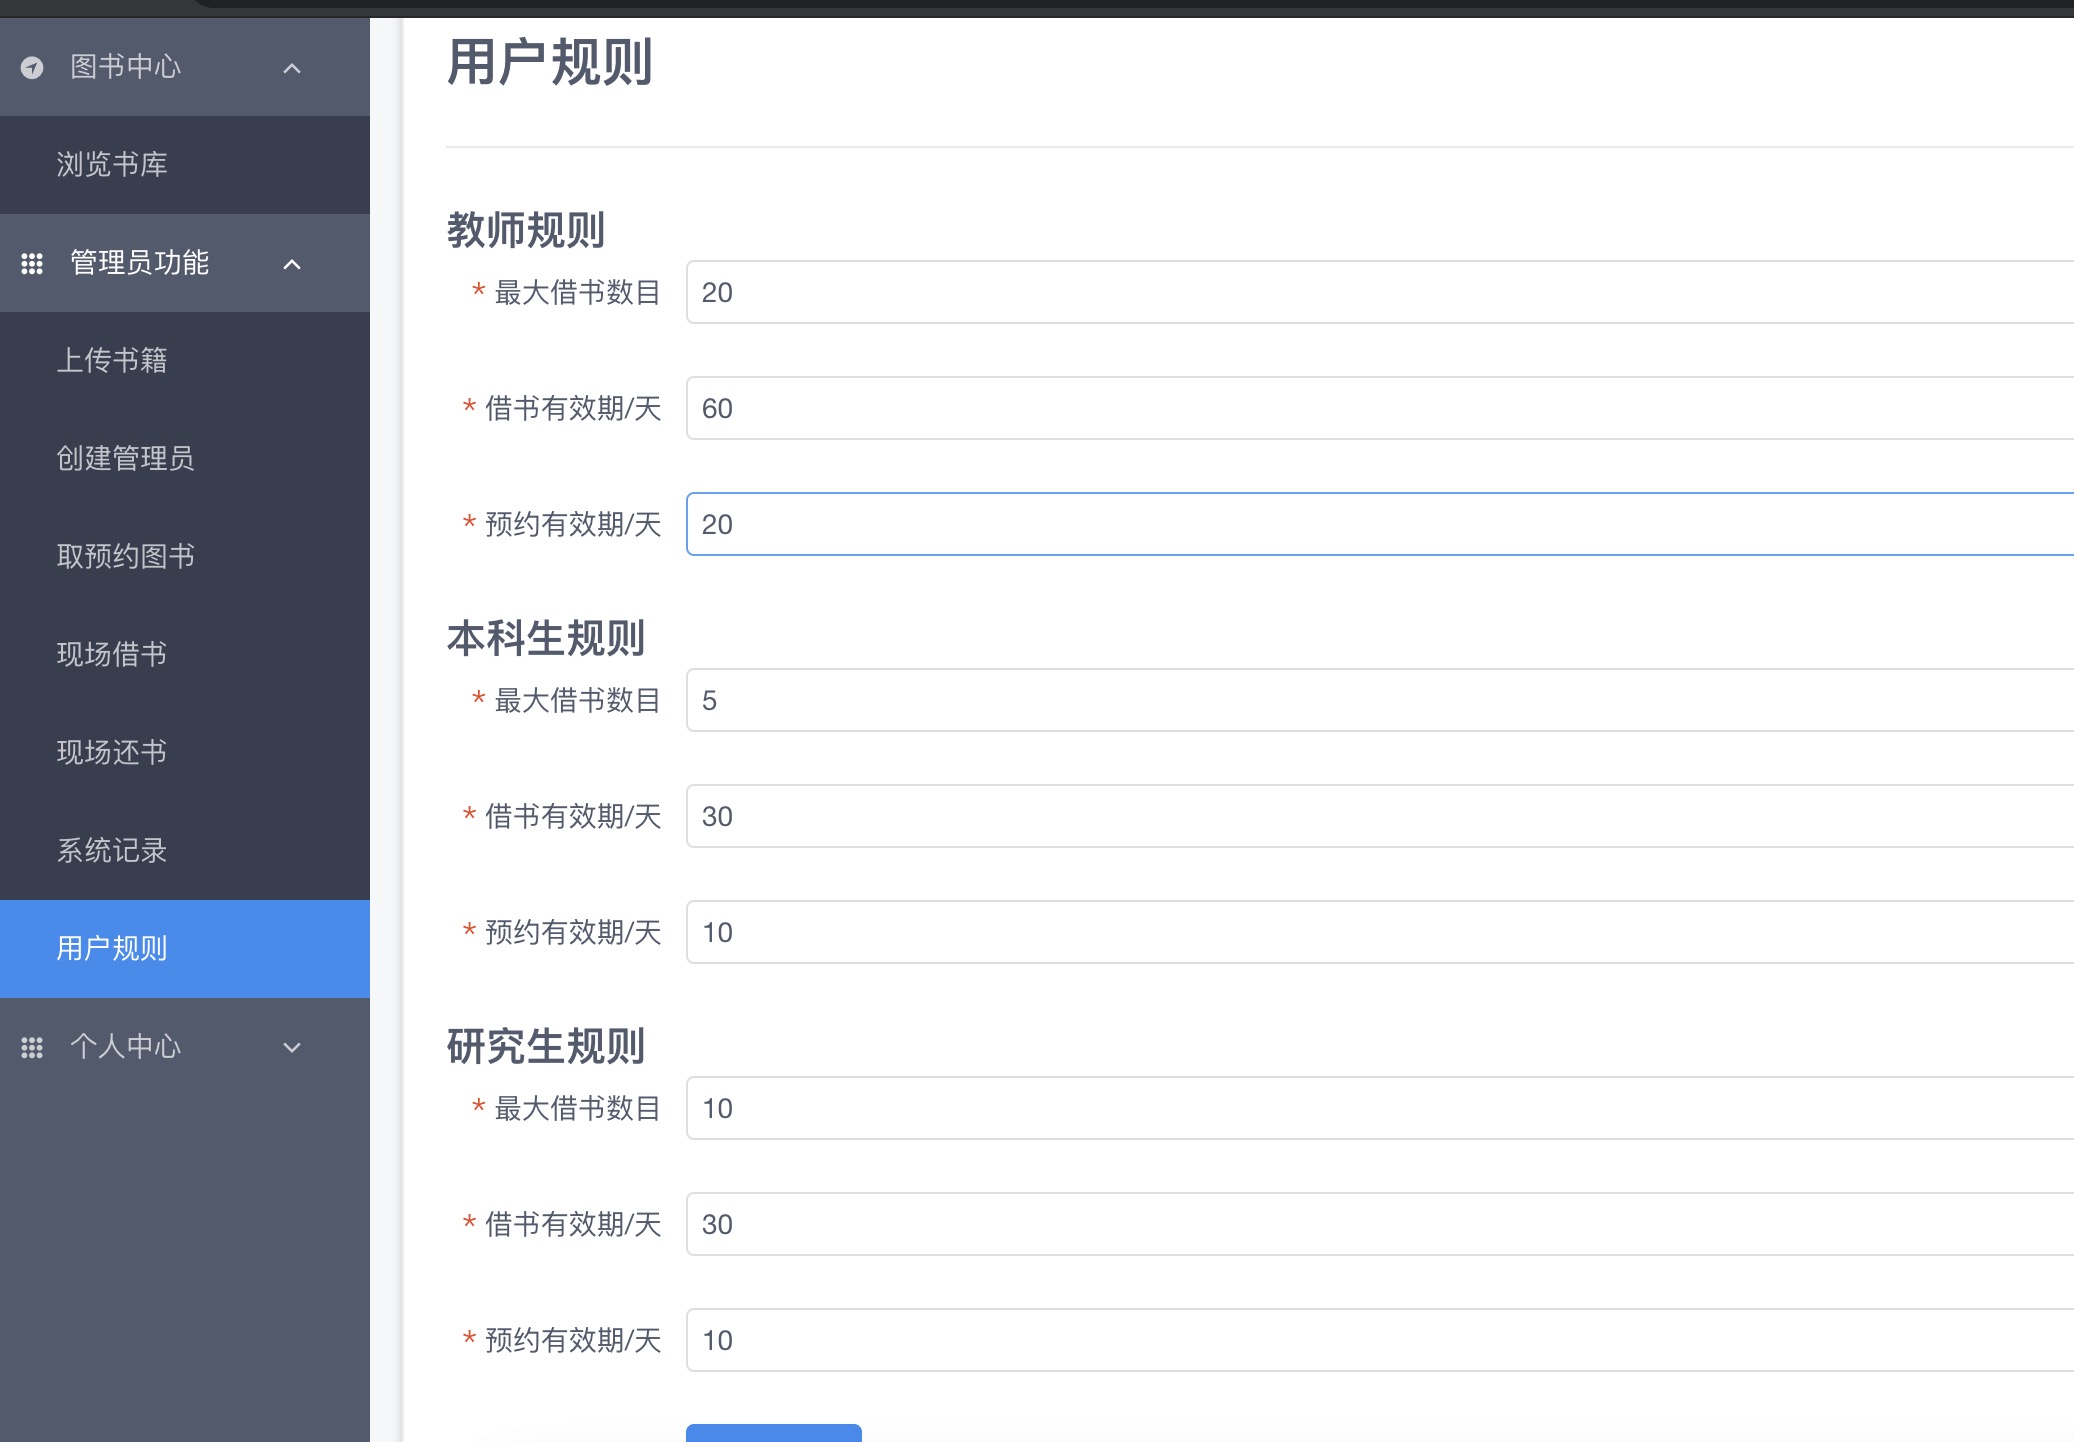 图书中心
浏览书库
管理员功能
上传书籍
创建管理员
取预约图书
现场借书
现场还书
系统记录
用户规则
个人中心
用户规则
教师规则
* 最大借书数目 20
* 借书有效期/天 60
* 预约有效期/天 20
本科生规则
* 最大借书数目 5
* 借书有效期/天 30
* 预约有效期/天 10
研究生规则
* 最大借书数目 10
* 借书有效期/天 30
* 预约有效期/天 10